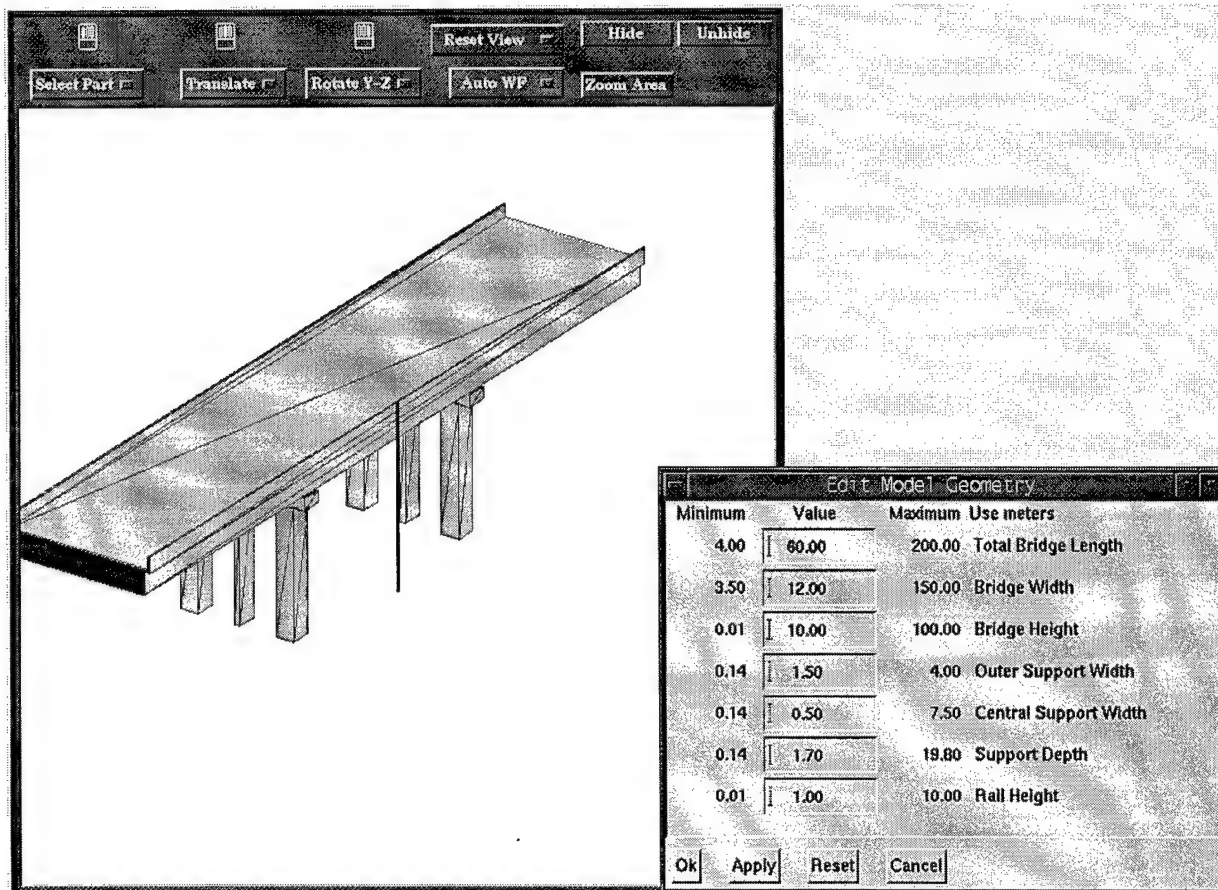 Reset View Hide Unhide
Select Part Translate Rotate Y-Z Auto WF Zoom Area
Edit Model Geometry
Minimum Value Maximum Use meters
4.00 60.00 200.00 Total Bridge Length
3.50 12.00 150.00 Bridge Width
0.01 10.00 100.00 Bridge Height
0.14 1.50 4.00 Outer Support Width
0.14 0.50 7.50 Central Support Width
0.14 1.70 19.80 Support Depth
0.01 1.00 10.00 Rail Height
Ok Apply Reset Cancel